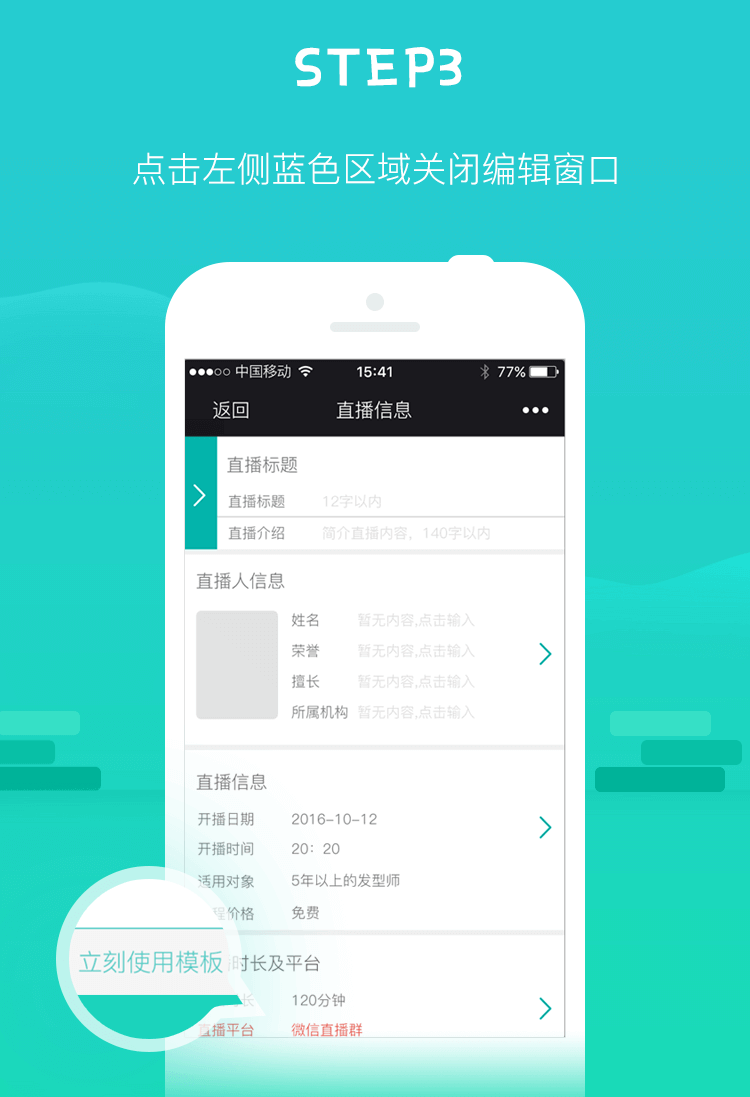 STEP3
点击左侧蓝色区域关闭编辑窗口
中国移动 15:41 77%
返回 直播信息
直播标题
直播标题 12字以内
直播介绍 简介直播内容，140字以内
直播人信息
姓名 暂无内容,点击输入
荣誉 暂无内容,点击输入
擅长 暂无内容,点击输入
所属机构 暂无内容,点击输入
直播信息
开播日期 2016-10-12
开播时间 20：20
适用对象 5年以上的发型师
程价格 免费
立刻使用模板
时长及平台
长 120分钟
直播平台 微信直播群